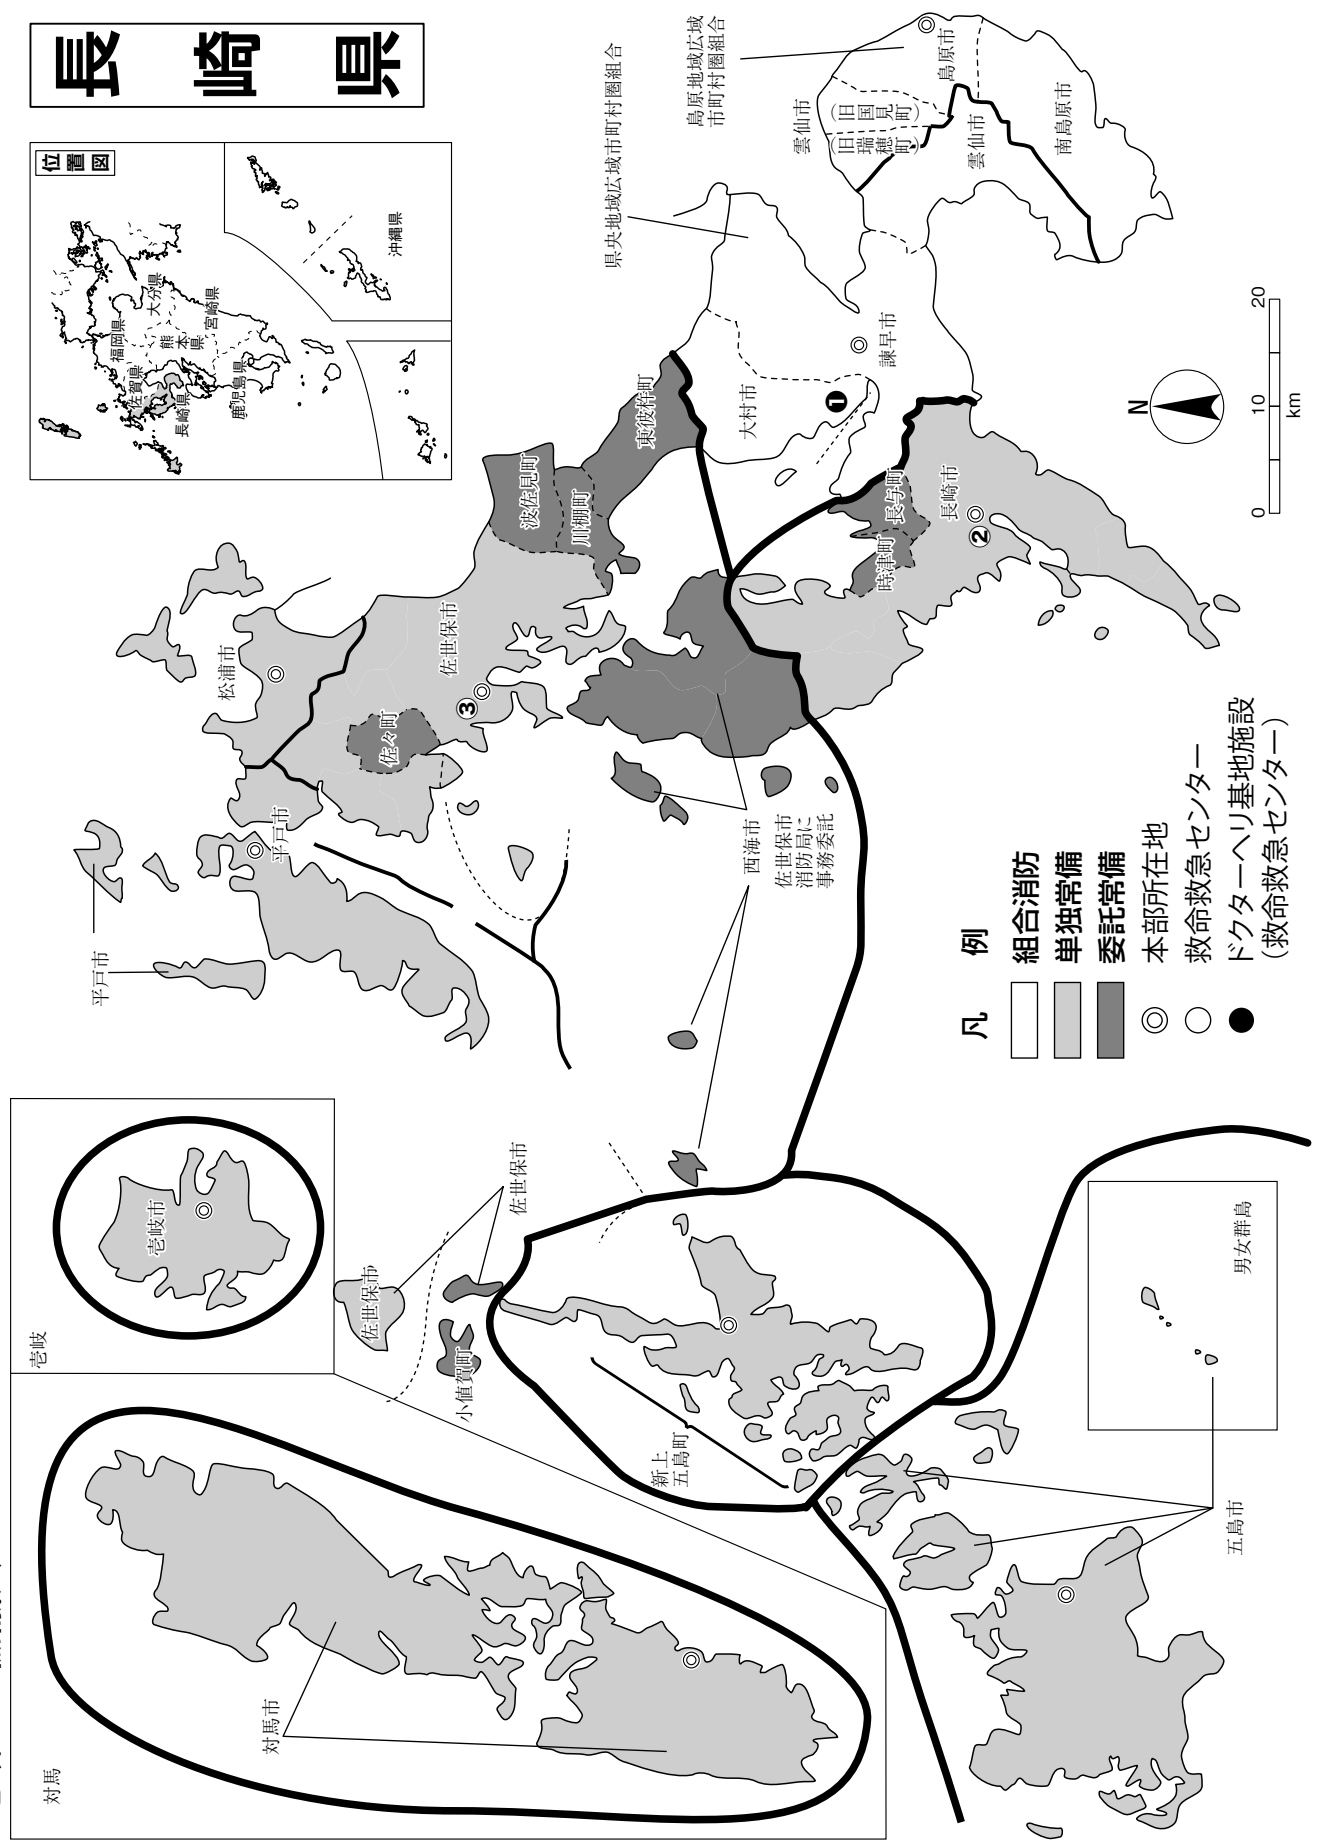 長崎県
位置図
福岡県
佐賀県
長崎県
大分県
熊本県
宮崎県
鹿児島県
沖縄県
県央地域広域市町村圏組合
島原地域広域
市町村圏組合
雲仙市
(旧国見町)
(旧瑞穂町)
島原市
雲仙市
南島原市
諫早市
大村市
❶
東彼杵町
波佐見町
川棚町
長与町
時津町
長崎市
②
佐世保市
③
佐々町
松浦市
平戸市
平戸市
西海市
佐世保市
消防局に
事務委託
N
0
10
20
km
凡例
組合消防
単独常備
委託常備
本部所在地
救命救急センター
ドクターヘリ基地施設
(救命救急センター)
壱岐
壱岐市
佐世保市
佐世保市
小値賀町
新上
五島町
対馬
対馬市
男女群島
五島市